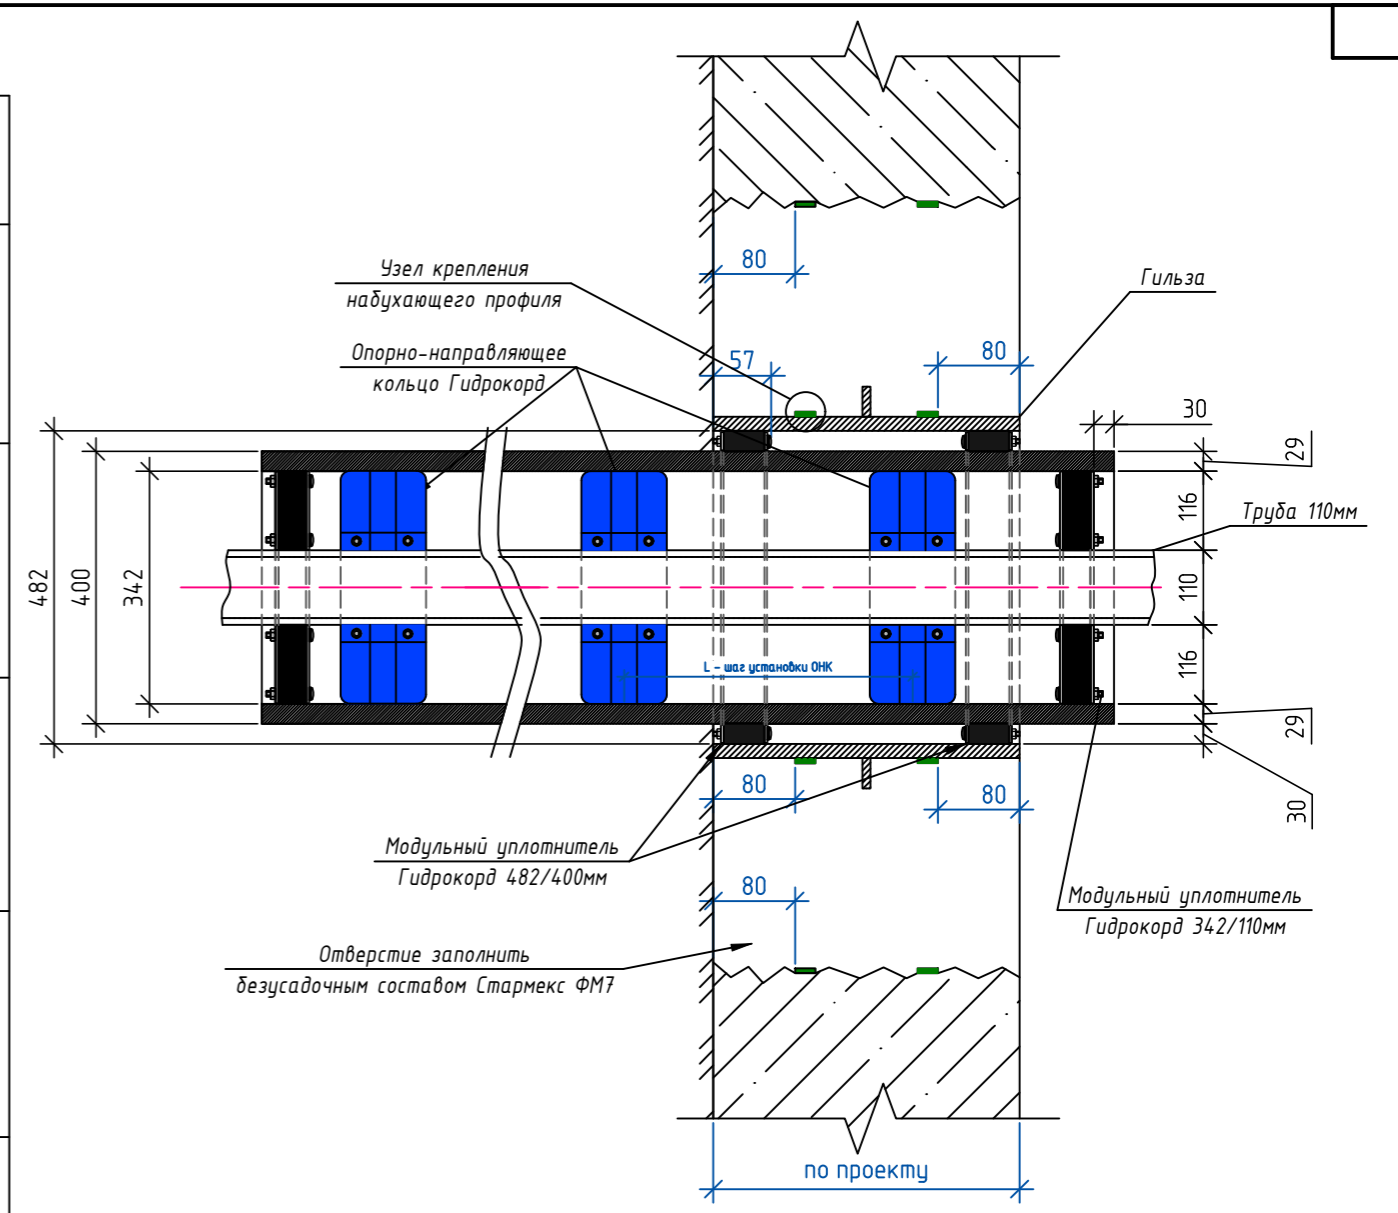 80
Узел крепления
набухающего профиля
Гильза
Опорно-направляющее
кольцо Гидрокорд
57
80
30
29
482
400
342
116
Труба 110мм
110
116
L - шаг установки ОНК
29
30
80
80
Модульный уплотнитель
Гидрокорд 482/400мм
80
Модульный уплотнитель
Гидрокорд 342/110мм
Отверстие заполнить
безусадочным составом Стармекс ФМ7
по проекту